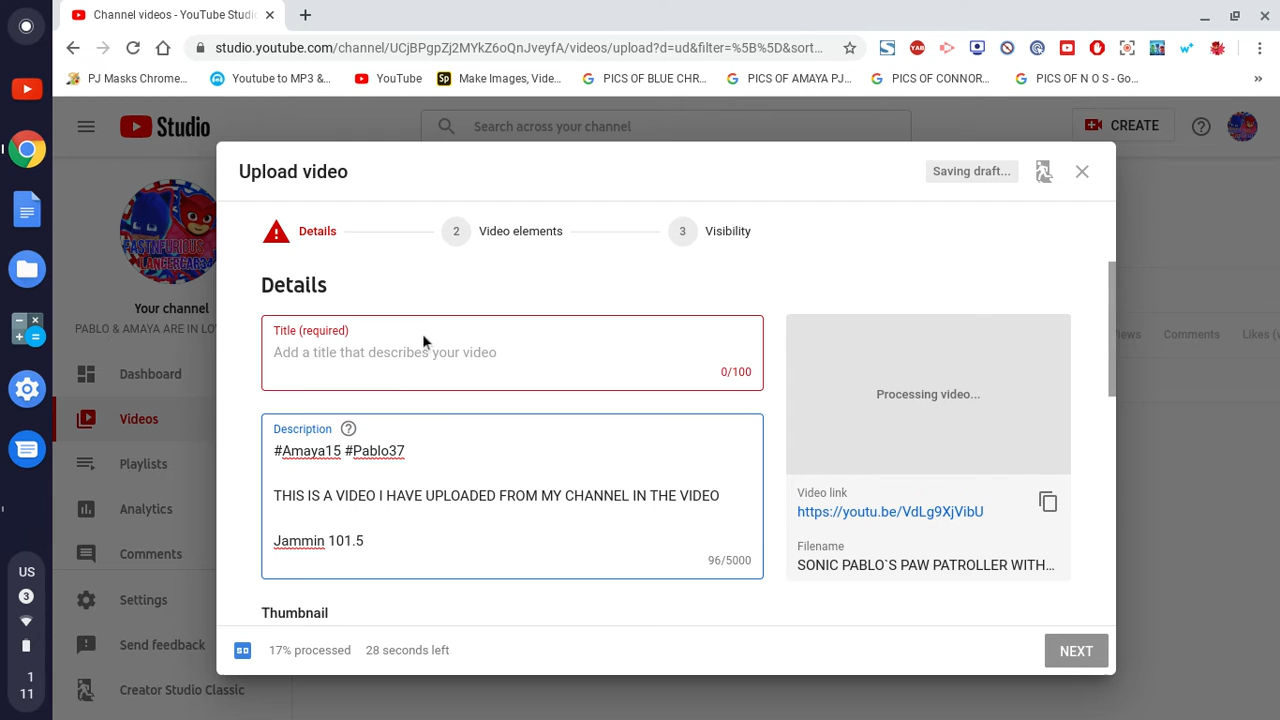 Channel videos - YouTube Studio
studio.youtube.com/channel/UCjBPgpZj2MYkZ6oQnJveyfA/videos/upload?d=ud&filter=%5B%5D&sort...
PJ Masks Chrome...
Youtube to MP3 &...
YouTube
Sp
Make Images, Vide...
PICS OF BLUE CHR...
PICS OF AMAYA PJ...
PICS OF CONNOR...
PICS OF N O S - Go...
Studio
Search across your channel
CREATE
Upload video
Saving draft...
Details
2
Video elements
3
Visibility
Details
Title (required)
Add a title that describes your video
0/100
Description
#Amaya15 #Pablo37
THIS IS A VIDEO I HAVE UPLOADED FROM MY CHANNEL IN THE VIDEO
Jammin 101.5
96/5000
Processing video...
Video link
https://youtu.be/VdLg9XjVibU
Filename
SONIC PABLO`S PAW PATROLLER WITH...
Thumbnail
SD
17% processed
28 seconds left
NEXT
#FASTNFURIOUS
LANCERCAR34
Your channel
PABLO & AMAYA ARE IN LO
Dashboard
Videos
Playlists
Analytics
Comments
Settings
Send feedback
Creator Studio Classic
Views
Comments
Likes (v
US
3
1
11